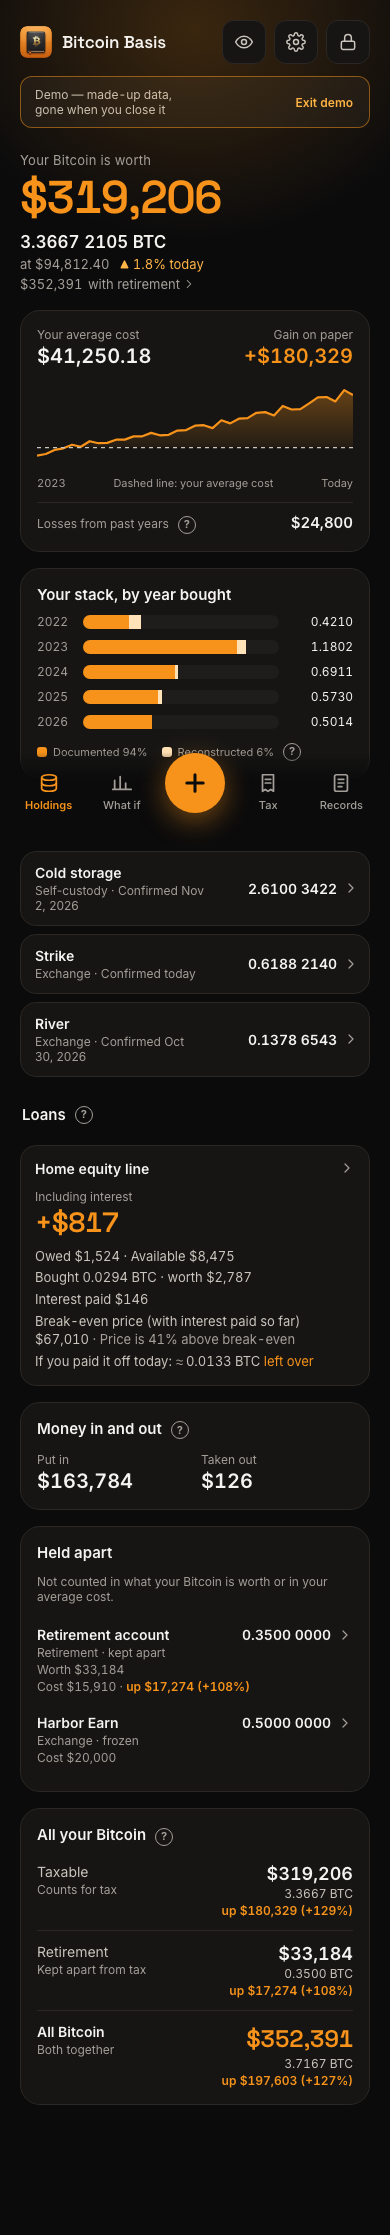 Bitcoin Basis
Demo — made-up data,
gone when you close it
Exit demo
Your Bitcoin is worth
$319,206
3.3667 2105 BTC
at $94,812.40 ▲ 1.8% today
$352,391 with retirement >
Your average cost
Gain on paper
$41,250.18
+$180,329
2023
Dashed line: your average cost
Today
Losses from past years ?
$24,800
Your stack, by year bought
2022 0.4210
2023 1.1802
2024 0.6911
2025 0.5730
2026 0.5014
Documented 94% Reconstructed 6% ?
Holdings
What if
+
Tax
Records
Cold storage
Self-custody · Confirmed Nov
2, 2026
2.6100 3422 >
Strike
Exchange · Confirmed today
0.6188 2140 >
River
Exchange · Confirmed Oct
30, 2026
0.1378 6543 >
Loans ?
Home equity line >
Including interest
+$817
Owed $1,524 · Available $8,475
Bought 0.0294 BTC · worth $2,787
Interest paid $146
Break-even price (with interest paid so far)
$67,010 · Price is 41% above break-even
If you paid it off today: ≈ 0.0133 BTC left over
Money in and out ?
Put in
Taken out
$163,784
$126
Held apart
Not counted in what your Bitcoin is worth or in your
average cost.
Retirement account
0.3500 0000 >
Retirement · kept apart
Worth $33,184
Cost $15,910 · up $17,274 (+108%)
Harbor Earn
0.5000 0000 >
Exchange · frozen
Cost $20,000
All your Bitcoin ?
Taxable
$319,206
Counts for tax
3.3667 BTC
up $180,329 (+129%)
Retirement
$33,184
Kept apart from tax
0.3500 BTC
up $17,274 (+108%)
All Bitcoin
$352,391
Both together
3.7167 BTC
up $197,603 (+127%)